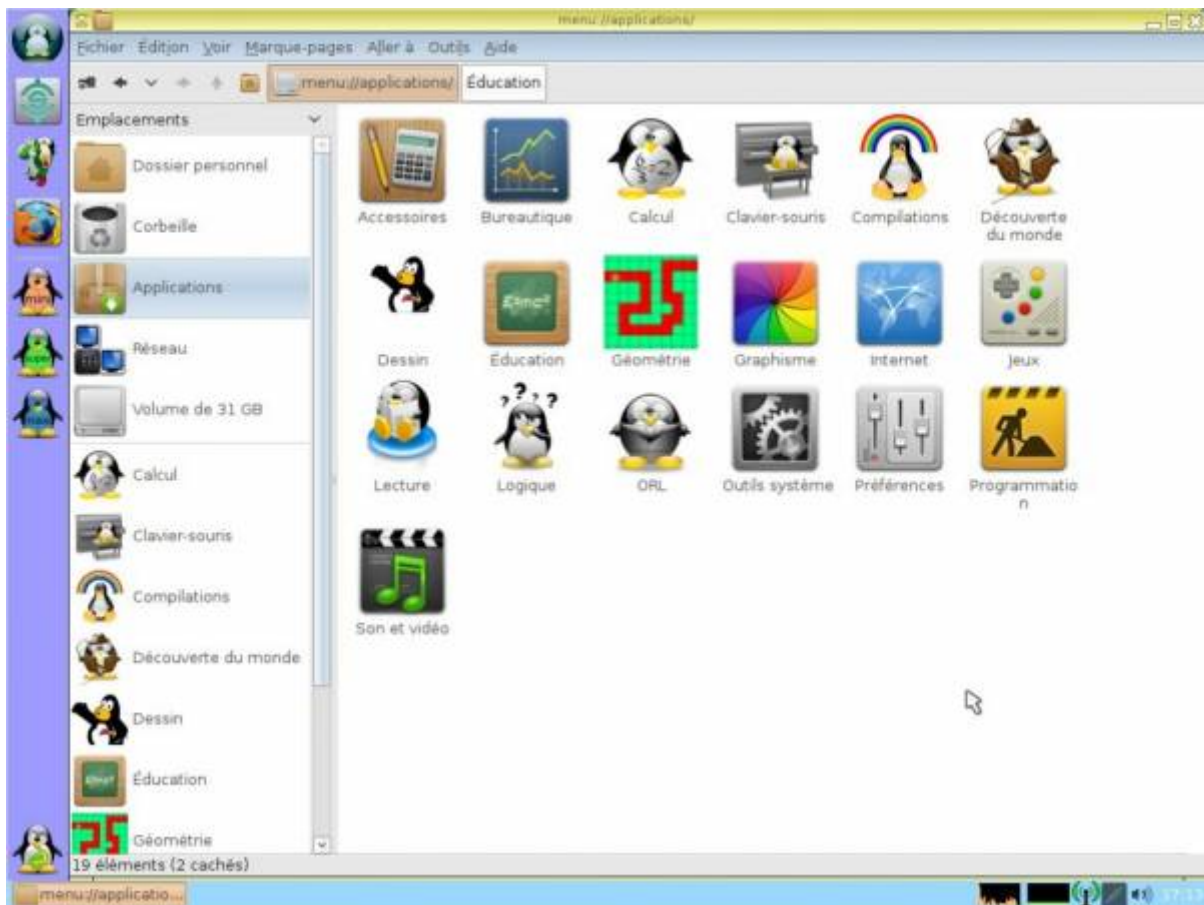 menu://applications/
Fichier Édition Voir Marque-pages Aller à Outils Aide
menu://applications/ Éducation
Emplacements
Dossier personnel
Corbeille
Applications
Réseau
Volume de 31 GB
Calcul
Clavier-souris
Compilations
Découverte du monde
Dessin
Éducation
Géométrie
Accessoires Bureautique Calcul Clavier-souris Compilations Découverte
du monde
Dessin Éducation Géométrie Graphisme Internet Jeux
Lecture Logique ORL Outils système Préférences Programmatio
n
Son et vidéo
mini
super
19 éléments (2 cachés)
menu://applicatio...